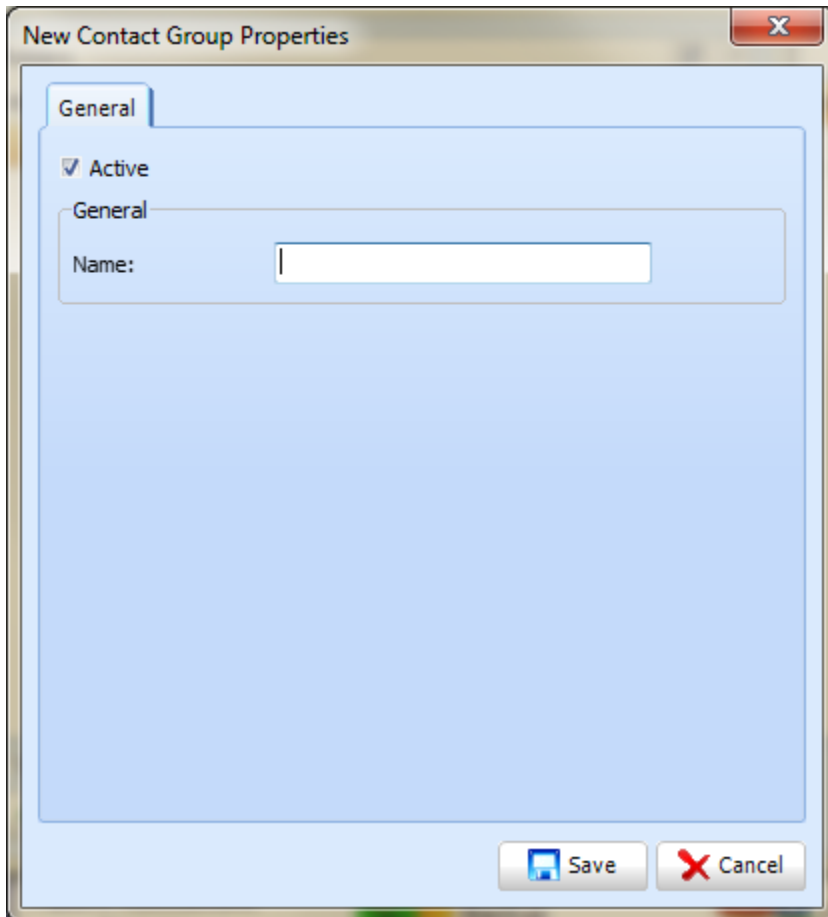 New Contact Group Properties
General
Active
General
Name:
Save
Cancel